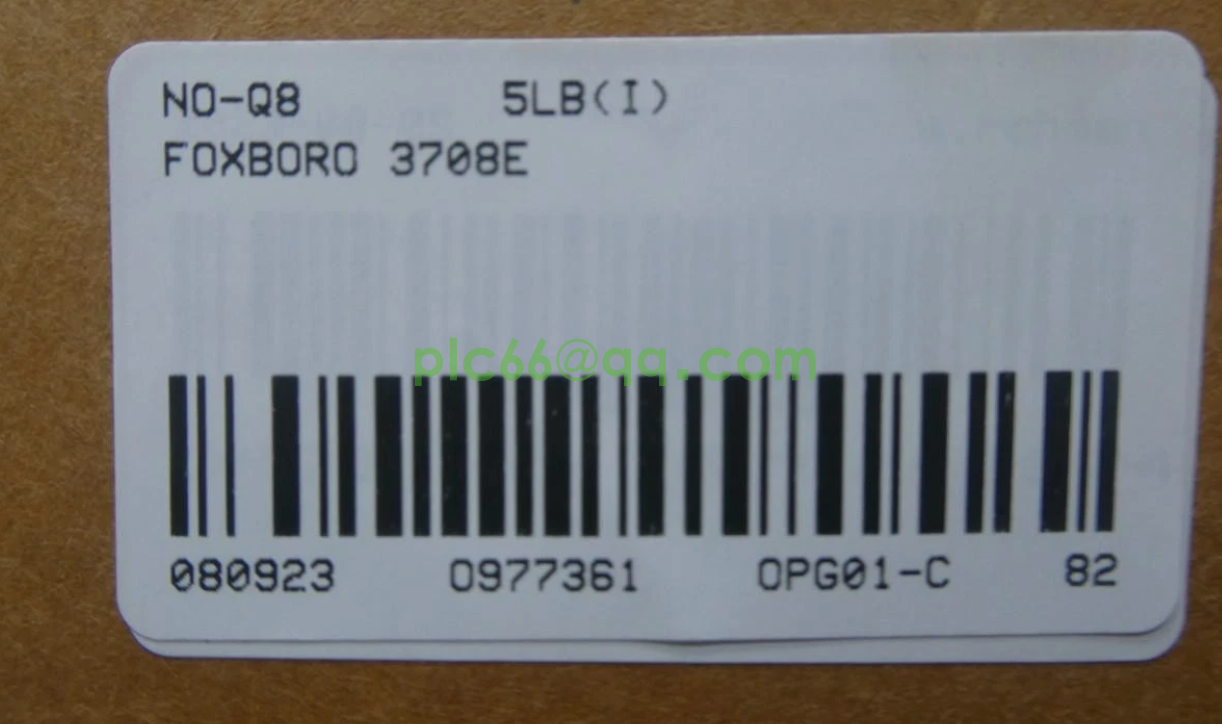 NO-Q8 5LB(I)
FOXBORO 3708E
plc66@qq.com
080923 0977361 OPG01-C 82